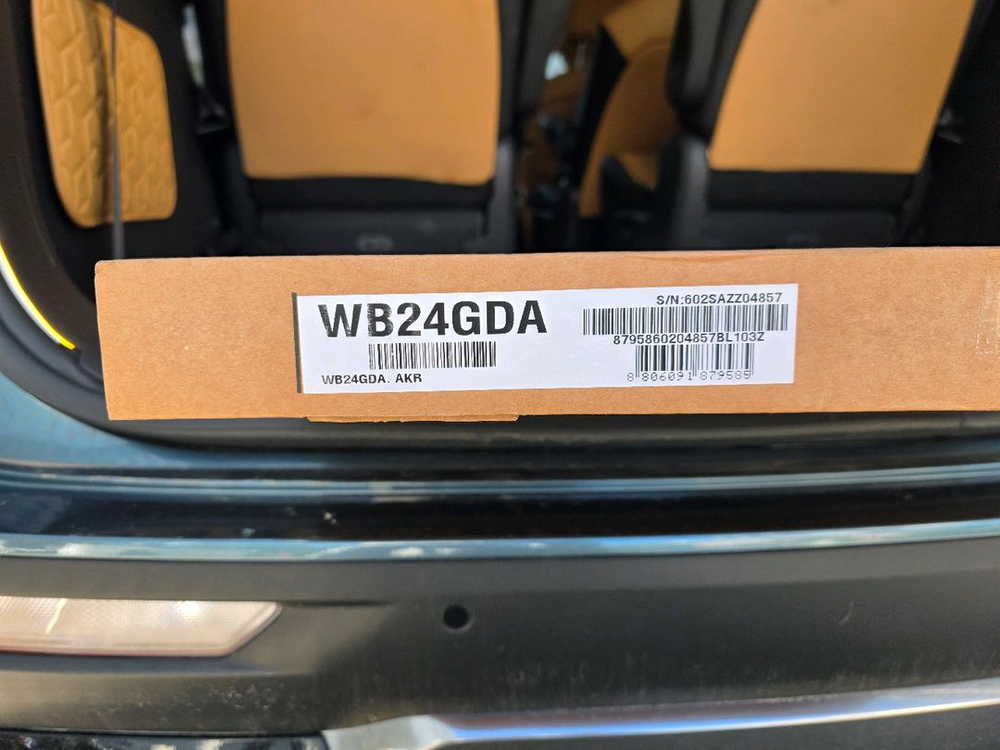 WB24GDA
WB24GDA. AKR
S/N:602SAZZ04857
8795860204857BL103Z
8 806091 879585